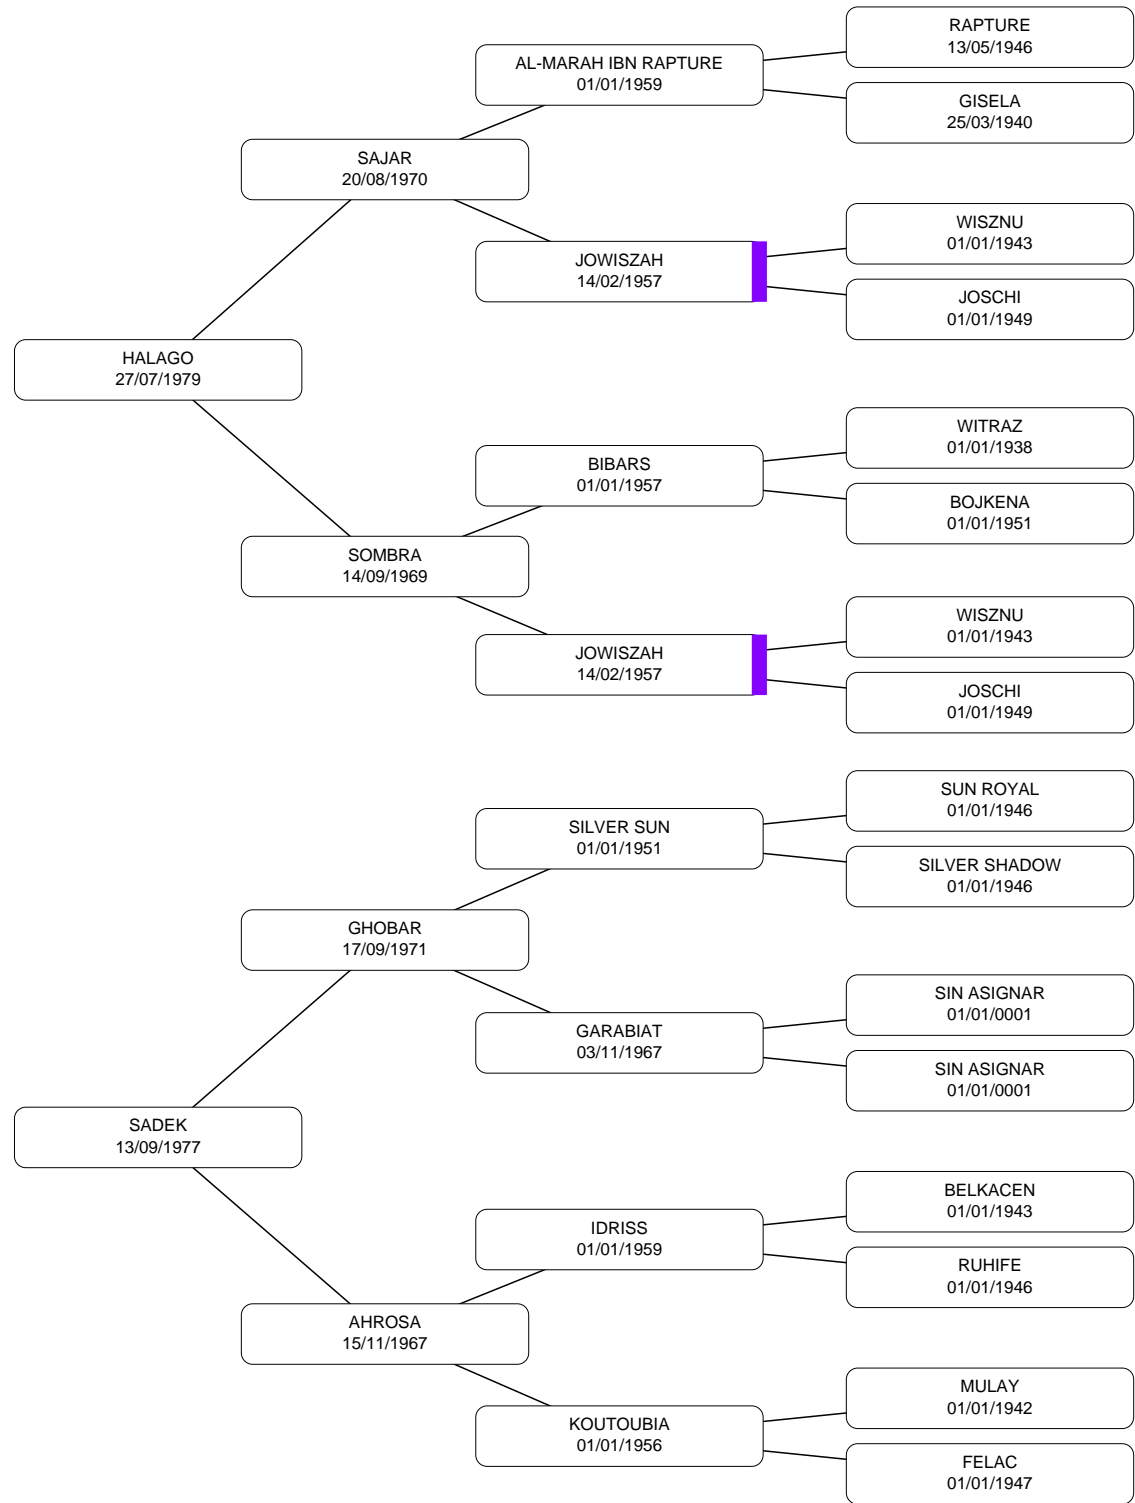 RAPTURE
13/05/1946
AL-MARAH IBN RAPTURE
01/01/1959
GISELA
25/03/1940
SAJAR
20/08/1970
WISZNU
01/01/1943
JOWISZAH
14/02/1957
JOSCHI
01/01/1949
HALAGO
27/07/1979
WITRAZ
01/01/1938
BIBARS
01/01/1957
BOJKENA
01/01/1951
SOMBRA
14/09/1969
WISZNU
01/01/1943
JOWISZAH
14/02/1957
JOSCHI
01/01/1949
SUN ROYAL
01/01/1946
SILVER SUN
01/01/1951
SILVER SHADOW
01/01/1946
GHOBAR
17/09/1971
SIN ASIGNAR
01/01/0001
GARABIAT
03/11/1967
SIN ASIGNAR
01/01/0001
SADEK
13/09/1977
BELKACEN
01/01/1943
IDRISS
01/01/1959
RUHIFE
01/01/1946
AHROSA
15/11/1967
MULAY
01/01/1942
KOUTOUBIA
01/01/1956
FELAC
01/01/1947